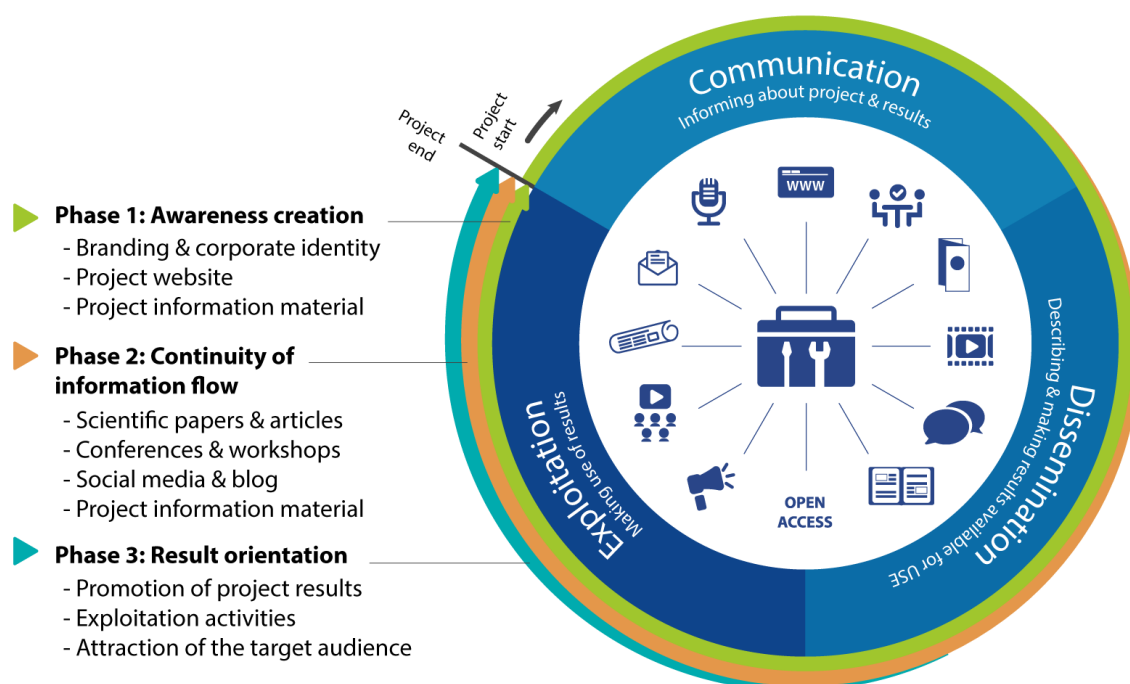 Communication
Informing about project & results
Project
start
Project
end
WWW
Phase 1: Awareness creation
- Branding & corporate identity
- Project website
- Project information material
Phase 2: Continuity of
information flow
- Scientific papers & articles
- Conferences & workshops
- Social media & blog
- Project information material
Phase 3: Result orientation
- Promotion of project results
- Exploitation activities
- Attraction of the target audience
Exploitation
Making use of results
OPEN
ACCESS
Dissemination
Describing & making results available for USE